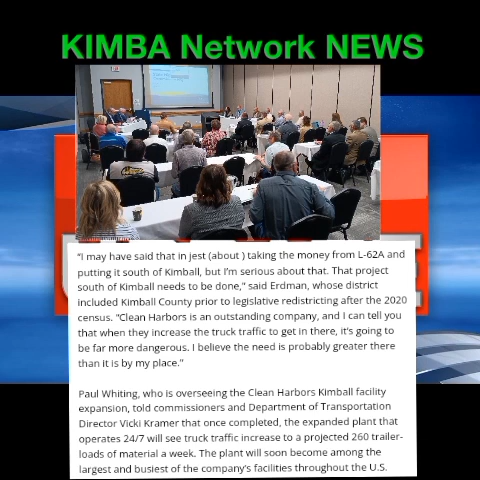 KIMBA Network NEWS
“I may have said that in jest (about ) taking the money from L-62A and
putting it south of Kimball, but I’m serious about that. That project
south of Kimball needs to be done,” said Erdman, whose district
included Kimball County prior to legislative redistricting after the 2020
census. “Clean Harbors is an outstanding company, and I can tell you
that when they increase the truck traffic to get in there, it’s going to
be far more dangerous. I believe the need is probably greater there
than it is by my place.”
Paul Whiting, who is overseeing the Clean Harbors Kimball facility
expansion, told commissioners and Department of Transportation
Director Vicki Kramer that once completed, the expanded plant that
operates 24/7 will see truck traffic increase to a projected 260 trailer-
loads of material a week. The plant will soon become among the
largest and busiest of the company’s facilities throughout the U.S.